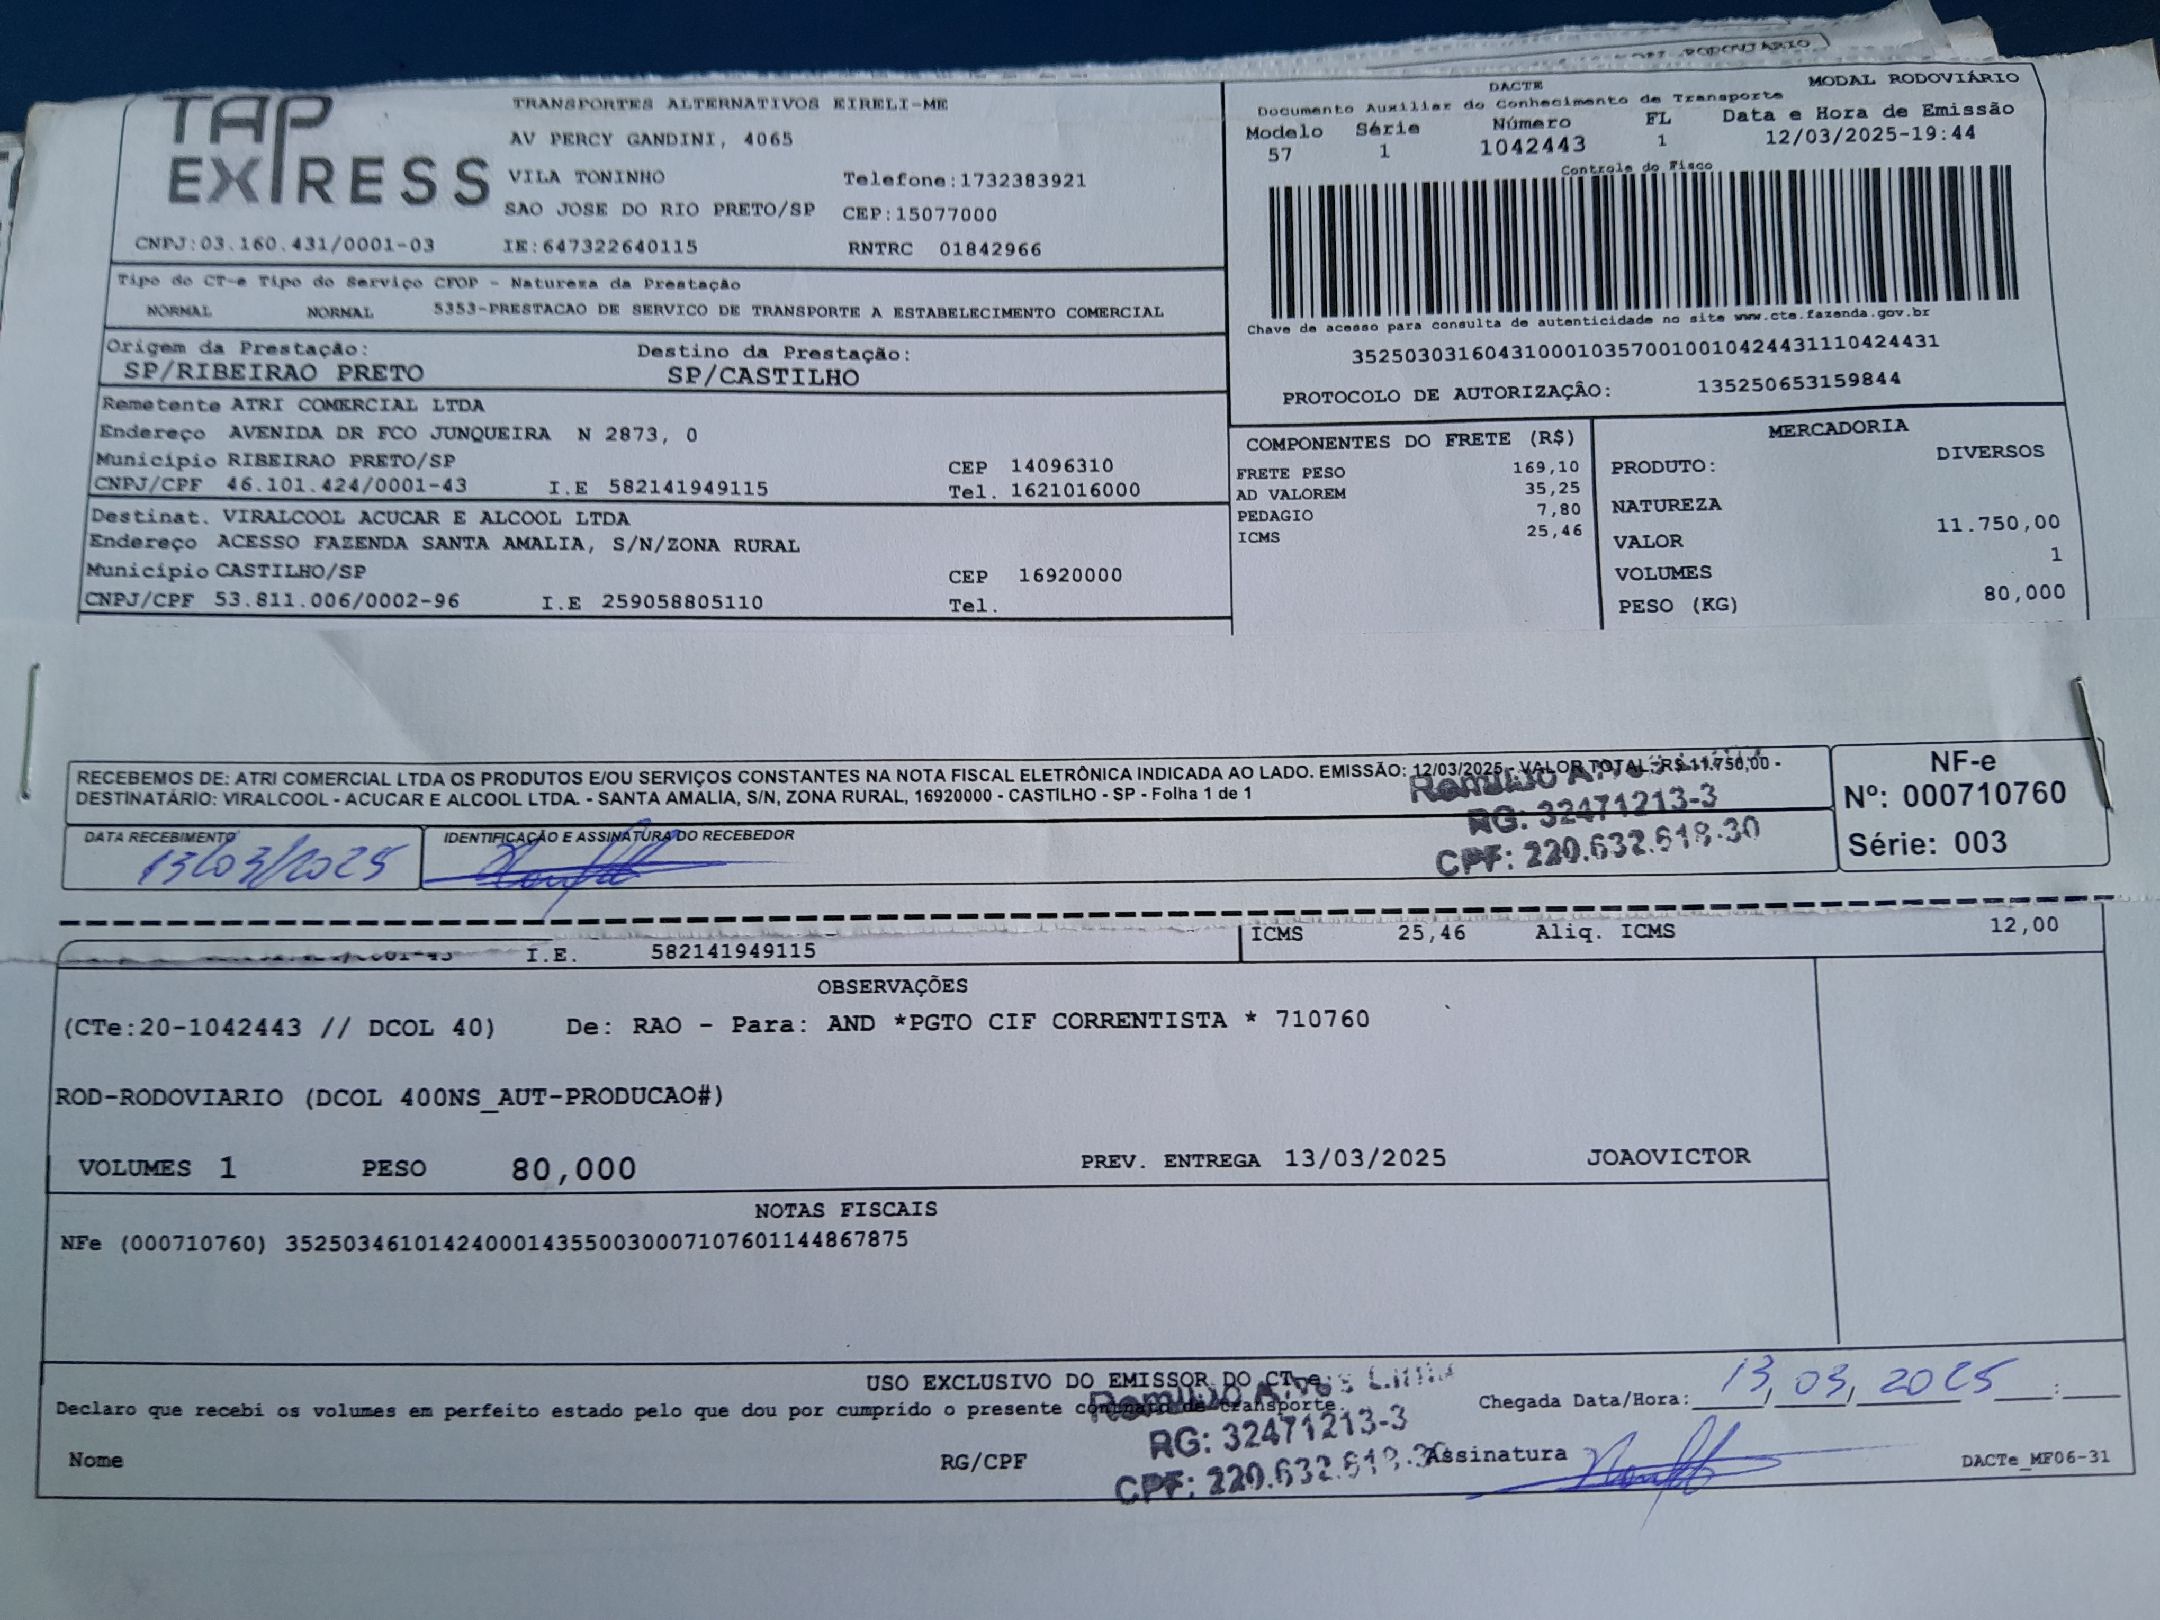 RODOVIÁRIO
TAP EXPRESS
TRANSPORTES ALTERNATIVOS EIRELI-ME
AV PERCY GANDINI, 4065
VILA TONINHO Telefone:1732383921
SAO JOSE DO RIO PRETO/SP CEP:15077000
CNPJ:03.160.431/0001-03 IE:647322640115 RNTRC 01842966
DACTE MODAL RODOVIÁRIO
Documento Auxiliar do Conhecimento de Transporte
Modelo Série Número FL Data e Hora de Emissão
57 1 1042443 1 12/03/2025-19:44
Controle do Fisco
Chave de acesso para consulta de autenticidade no site www.cte.fazenda.gov.br
35250303160431000103570010010424431110424431
PROTOCOLO DE AUTORIZAÇÂO: 135250653159844
Tipo do CT-e Tipo do Serviço CFOP - Natureza da Prestação
NORMAL NORMAL 5353-PRESTACAO DE SERVICO DE TRANSPORTE A ESTABELECIMENTO COMERCIAL
Origem da Prestação: Destino da Prestação:
SP/RIBEIRAO PRETO SP/CASTILHO
Remetente ATRI COMERCIAL LTDA
Endereço AVENIDA DR FCO JUNQUEIRA N 2873, 0
Municipio RIBEIRAO PRETO/SP CEP 14096310
CNPJ/CPF 46.101.424/0001-43 I.E 582141949115 Tel. 1621016000
Destinat. VIRALCOOL ACUCAR E ALCOOL LTDA
Endereço ACESSO FAZENDA SANTA AMALIA, S/N/ZONA RURAL
Municipio CASTILHO/SP CEP 16920000
CNPJ/CPF 53.811.006/0002-96 I.E 259058805110 Tel.
COMPONENTES DO FRETE (R$)
FRETE PESO 169,10
AD VALOREM 35,25
PEDAGIO 7,80
ICMS 25,46
MERCADORIA
PRODUTO: DIVERSOS
NATUREZA
VALOR 11.750,00
VOLUMES 1
PESO (KG) 80,000
RECEBEMOS DE: ATRI COMERCIAL LTDA OS PRODUTOS E/OU SERVIÇOS CONSTANTES NA NOTA FISCAL ELETRÔNICA INDICADA AO LADO. EMISSÃO: 12/03/2025 - VALOR TOTAL: R$ 11.750,00 -
DESTINATÁRIO: VIRALCOOL - ACUCAR E ALCOOL LTDA. - SANTA AMALIA, S/N, ZONA RURAL, 16920000 - CASTILHO - SP - Folha 1 de 1
NF-e
Nº: 000710760
Série: 003
DATA RECEBIMENTO IDENTIFICAÇÃO E ASSINATURA DO RECEBEDOR
13/03/2025
RG: 32471213-3
CPF: 220.632.618-30
I.E. 582141949115 ICMS 25,46 Aliq. ICMS 12,00
OBSERVAÇÕES
(CTe:20-1042443 // DCOL 40) De: RAO - Para: AND *PGTO CIF CORRENTISTA * 710760
ROD-RODOVIARIO (DCOL 400NS_AUT-PRODUCAO#)
VOLUMES 1 PESO 80,000 PREV. ENTREGA 13/03/2025 JOAOVICTOR
NOTAS FISCAIS
NFe (000710760) 35250346101424000143550030007107601144867875
USO EXCLUSIVO DO EMISSOR DO CT-e
Declaro que recebi os volumes em perfeito estado pelo que dou por cumprido o presente contrato de transporte.
Chegada Data/Hora: 13, 03, 2025 :
Alves Lima
RG: 32471213-3
CPF: 220.632.618-30
Nome RG/CPF Assinatura DACTe_MF06-31